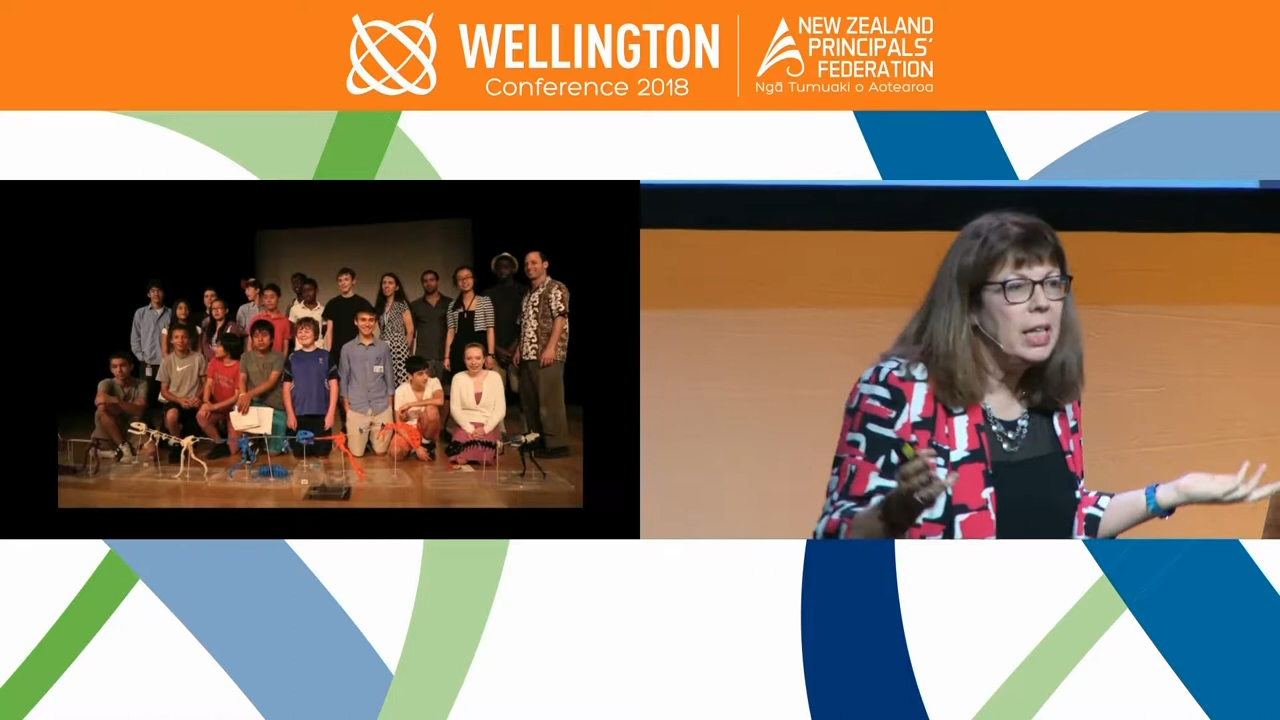 WELLINGTON
Conference 2018
NEW ZEALAND
PRINCIPALS'
FEDERATION
Ngā Tumuaki o Aotearoa